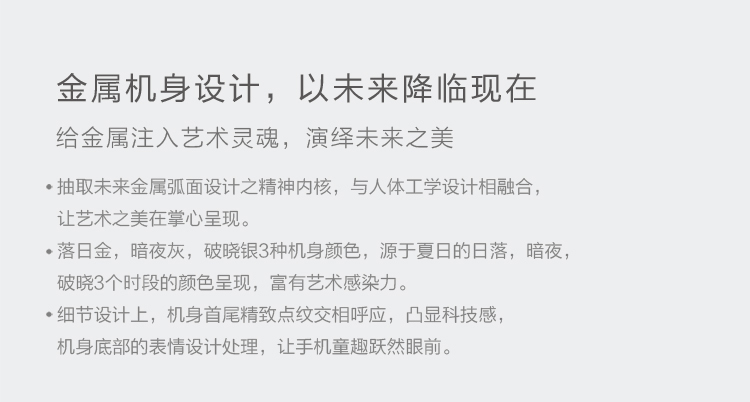 金属机身设计，以未来降临现在
给金属注入艺术灵魂，演绎未来之美
• 抽取未来金属弧面设计之精神内核，与人体工学设计相融合，
让艺术之美在掌心呈现。
• 落日金，暗夜灰，破晓银3种机身颜色，源于夏日的日落，暗夜，
破晓3个时段的颜色呈现，富有艺术感染力。
• 细节设计上，机身首尾精致点纹交相呼应，凸显科技感，
机身底部的表情设计处理，让手机童趣跃然眼前。